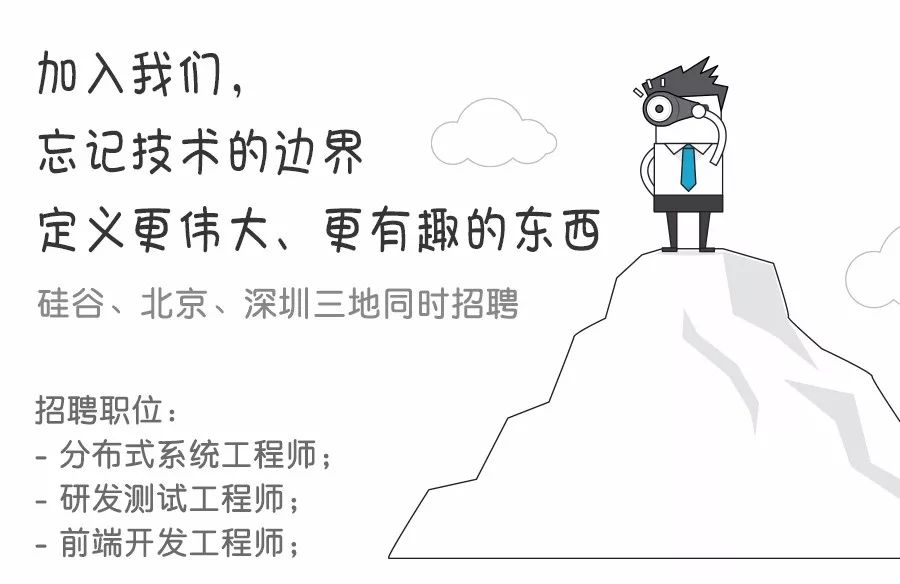 加入我们，
忘记技术的边界
定义更伟大、更有趣的东西
硅谷、北京、深圳三地同时招聘
招聘职位：
- 分布式系统工程师；
- 研发测试工程师；
- 前端开发工程师；